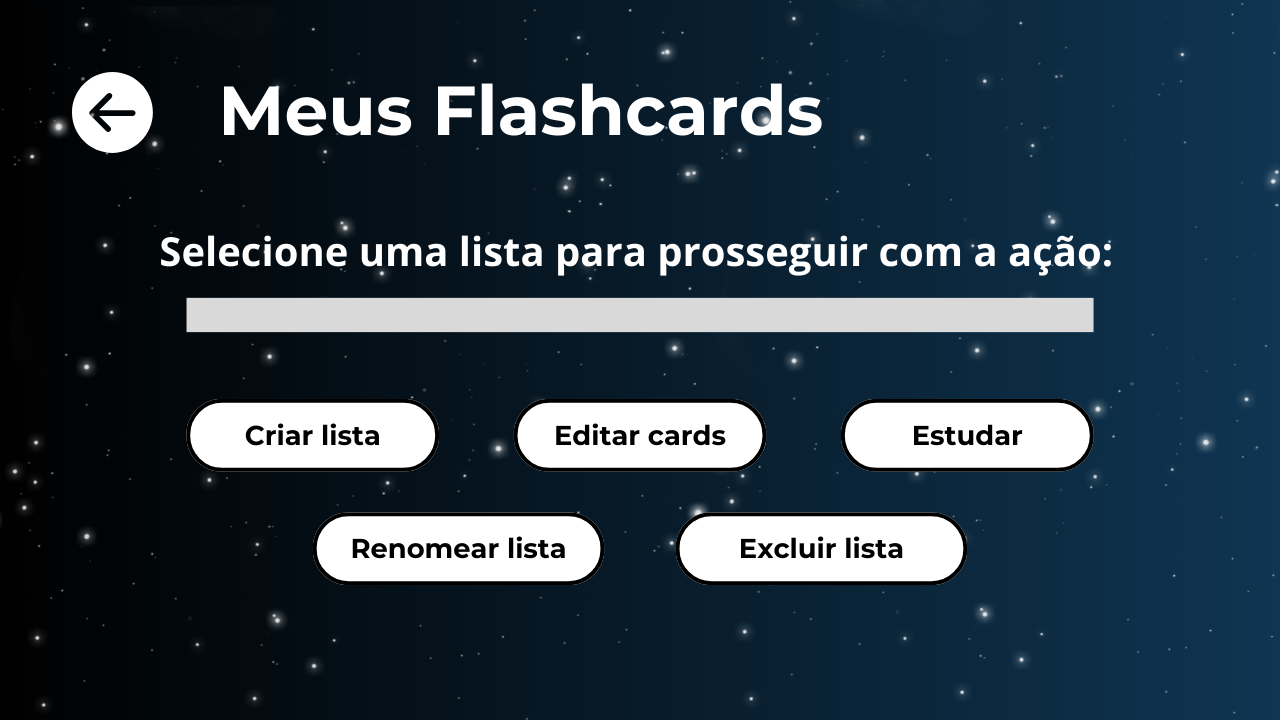 Meus Flashcards
Selecione uma lista para prosseguir com a ação:
Criar lista
Editar cards
Estudar
Renomear lista
Excluir lista